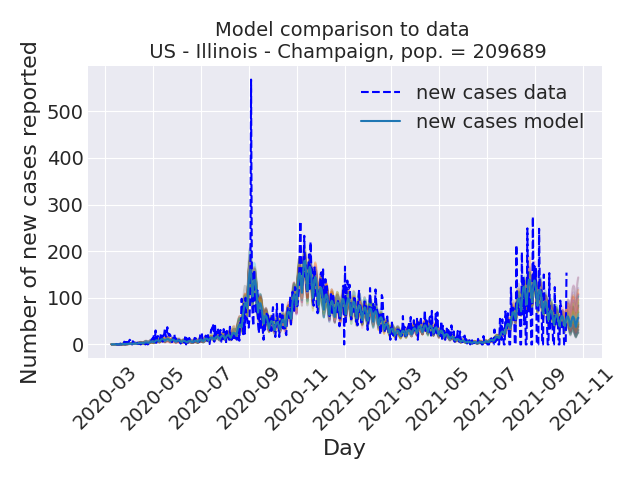 Model comparison to data
US - Illinois - Champaign, pop. = 209689
Number of new cases reported
500
400
300
200
100
0
new cases data
new cases model
2020-03
2020-05
2020-07
2020-09
2020-11
2021-01
2021-03
2021-05
2021-07
2021-09
2021-11
Day